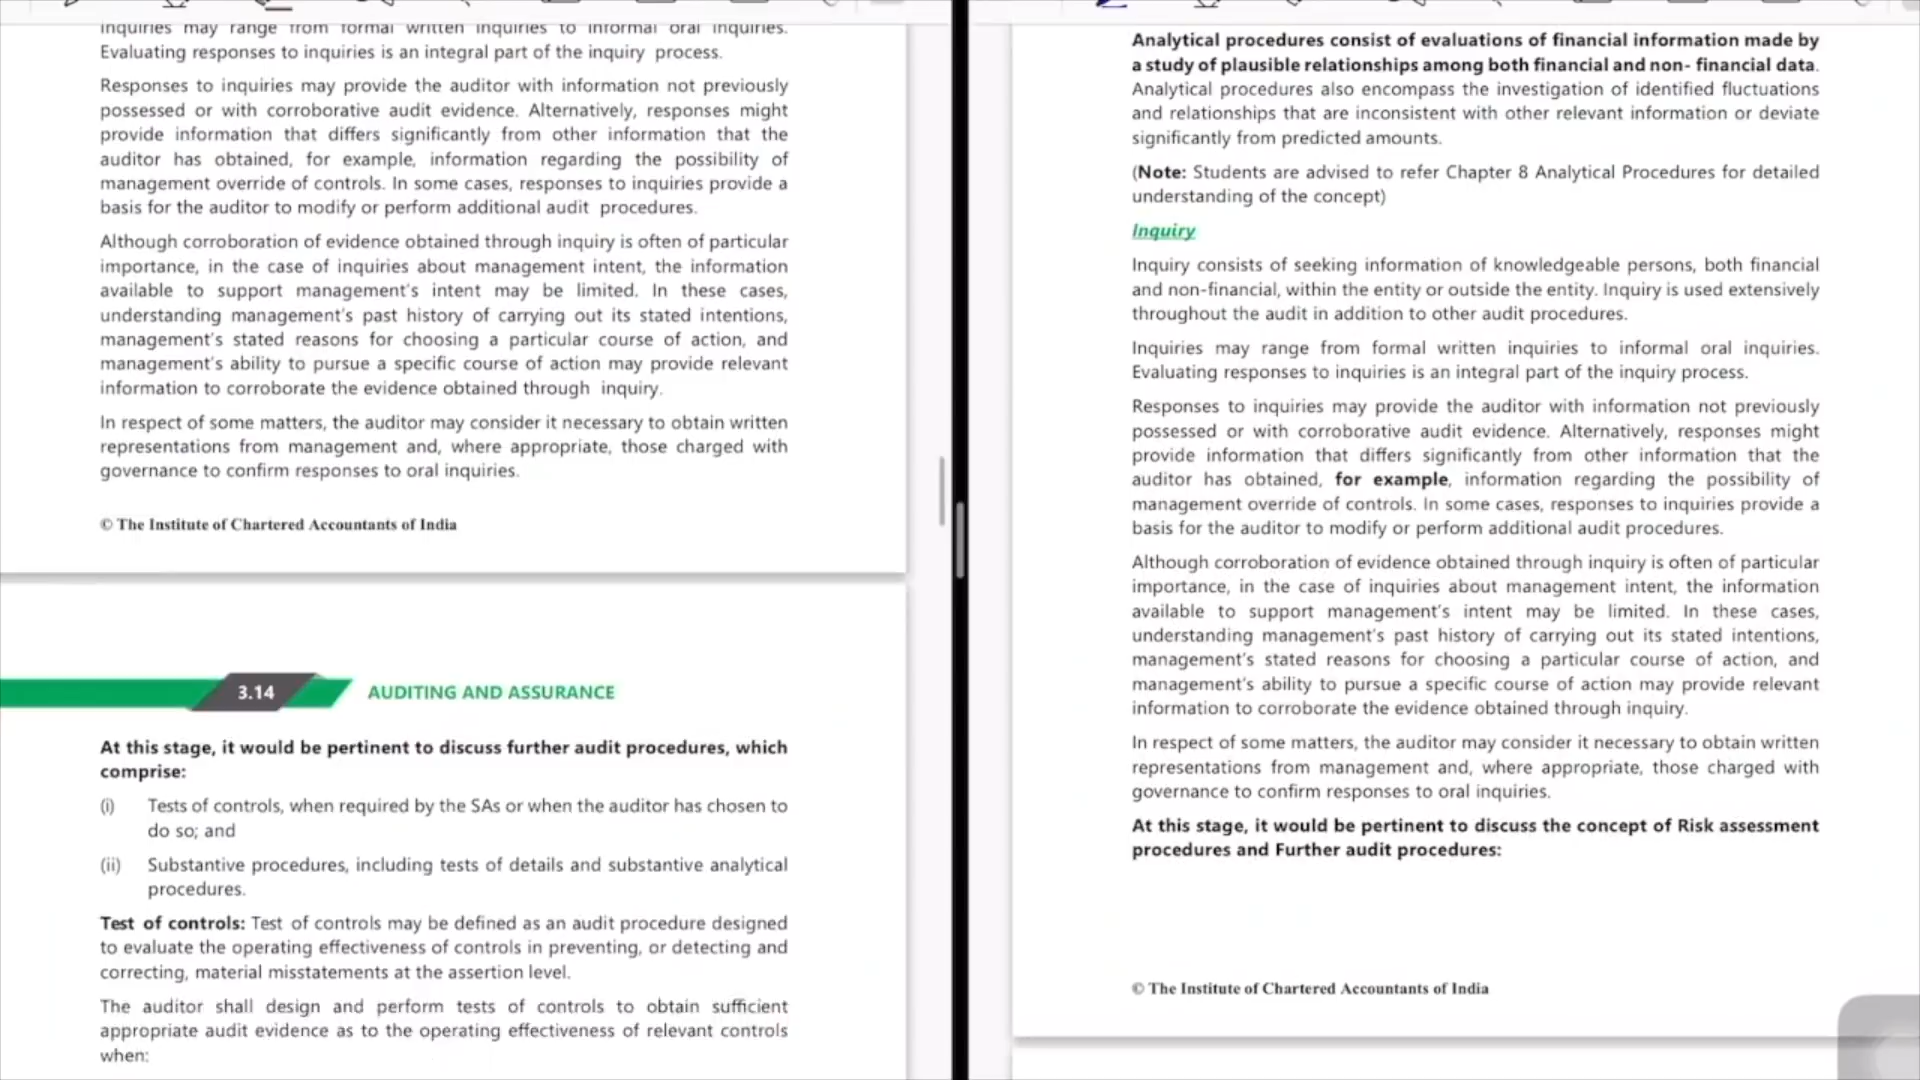 Inquiries may range from formal written inquiries to informal oral inquiries.
Evaluating responses to inquiries is an integral part of the inquiry process.
Responses to inquiries may provide the auditor with information not previously
possessed or with corroborative audit evidence. Alternatively, responses might
provide information that differs significantly from other information that the
auditor has obtained, for example, information regarding the possibility of
management override of controls. In some cases, responses to inquiries provide a
basis for the auditor to modify or perform additional audit procedures.
Although corroboration of evidence obtained through inquiry is often of particular
importance, in the case of inquiries about management intent, the information
available to support management's intent may be limited. In these cases,
understanding management's past history of carrying out its stated intentions,
management's stated reasons for choosing a particular course of action, and
management's ability to pursue a specific course of action may provide relevant
information to corroborate the evidence obtained through inquiry.
In respect of some matters, the auditor may consider it necessary to obtain written
representations from management and, where appropriate, those charged with
governance to confirm responses to oral inquiries.
© The Institute of Chartered Accountants of India
3.14 AUDITING AND ASSURANCE
At this stage, it would be pertinent to discuss further audit procedures, which
comprise:
(i) Tests of controls, when required by the SAs or when the auditor has chosen to
do so; and
(ii) Substantive procedures, including tests of details and substantive analytical
procedures.
Test of controls: Test of controls may be defined as an audit procedure designed
to evaluate the operating effectiveness of controls in preventing, or detecting and
correcting, material misstatements at the assertion level.
The auditor shall design and perform tests of controls to obtain sufficient
appropriate audit evidence as to the operating effectiveness of relevant controls
when:
Analytical procedures consist of evaluations of financial information made by
a study of plausible relationships among both financial and non- financial data.
Analytical procedures also encompass the investigation of identified fluctuations
and relationships that are inconsistent with other relevant information or deviate
significantly from predicted amounts.
(Note: Students are advised to refer Chapter 8 Analytical Procedures for detailed
understanding of the concept)
Inquiry
Inquiry consists of seeking information of knowledgeable persons, both financial
and non-financial, within the entity or outside the entity. Inquiry is used extensively
throughout the audit in addition to other audit procedures.
Inquiries may range from formal written inquiries to informal oral inquiries.
Evaluating responses to inquiries is an integral part of the inquiry process.
Responses to inquiries may provide the auditor with information not previously
possessed or with corroborative audit evidence. Alternatively, responses might
provide information that differs significantly from other information that the
auditor has obtained, for example, information regarding the possibility of
management override of controls. In some cases, responses to inquiries provide a
basis for the auditor to modify or perform additional audit procedures.
Although corroboration of evidence obtained through inquiry is often of particular
importance, in the case of inquiries about management intent, the information
available to support management's intent may be limited. In these cases,
understanding management's past history of carrying out its stated intentions,
management's stated reasons for choosing a particular course of action, and
management's ability to pursue a specific course of action may provide relevant
information to corroborate the evidence obtained through inquiry.
In respect of some matters, the auditor may consider it necessary to obtain written
representations from management and, where appropriate, those charged with
governance to confirm responses to oral inquiries.
At this stage, it would be pertinent to discuss the concept of Risk assessment
procedures and Further audit procedures:
© The Institute of Chartered Accountants of India